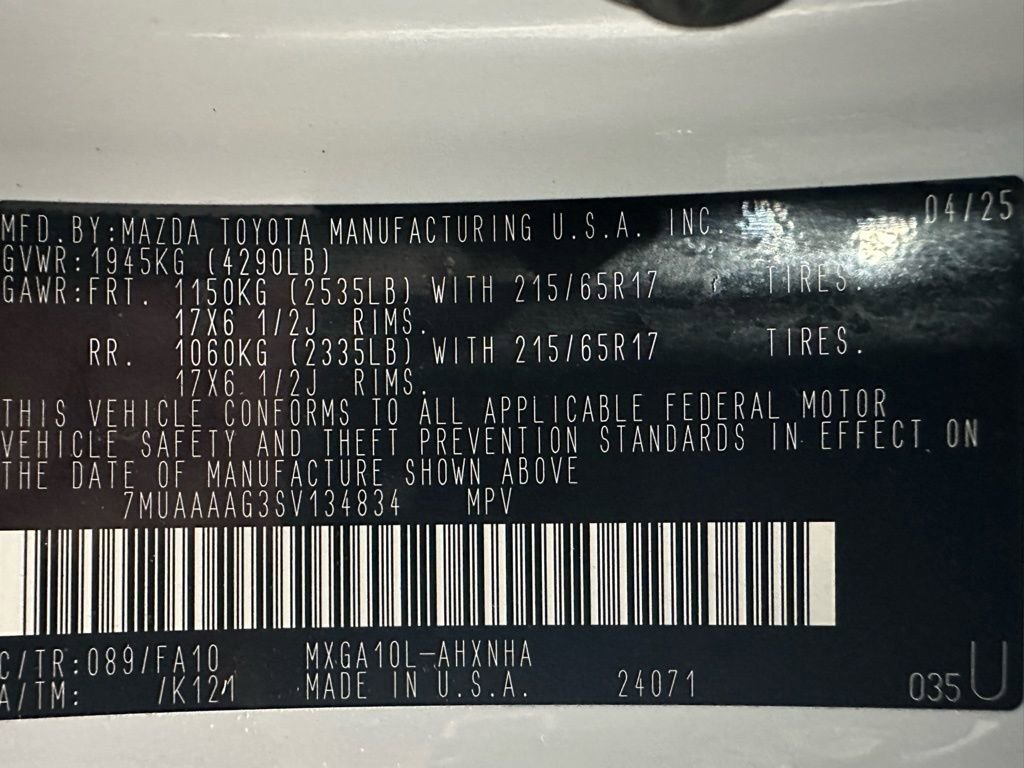 MFD.BY:MAZDA TOYOTA MANUFACTURING U.S.A. INC. 04/25
GVWR:1945KG (4290LB)
GAWR:FRT. 1150KG (2535LB) WITH 215/65R17 TIRES.
17X6 1/2J RIMS.
RR. 1060KG (2335LB) WITH 215/65R17 TIRES.
17X6 1/2J RIMS.
THIS VEHICLE CONFORMS TO ALL APPLICABLE FEDERAL MOTOR
VEHICLE SAFETY AND THEFT PREVENTION STANDARDS IN EFFECT ON
THE DATE OF MANUFACTURE SHOWN ABOVE
7MUAAAAG3SV134834 MPV
C/TR:089/FA10 MXGA10L-AHXNHA
A/TM: /K121 MADE IN U.S.A. 24071 035 U